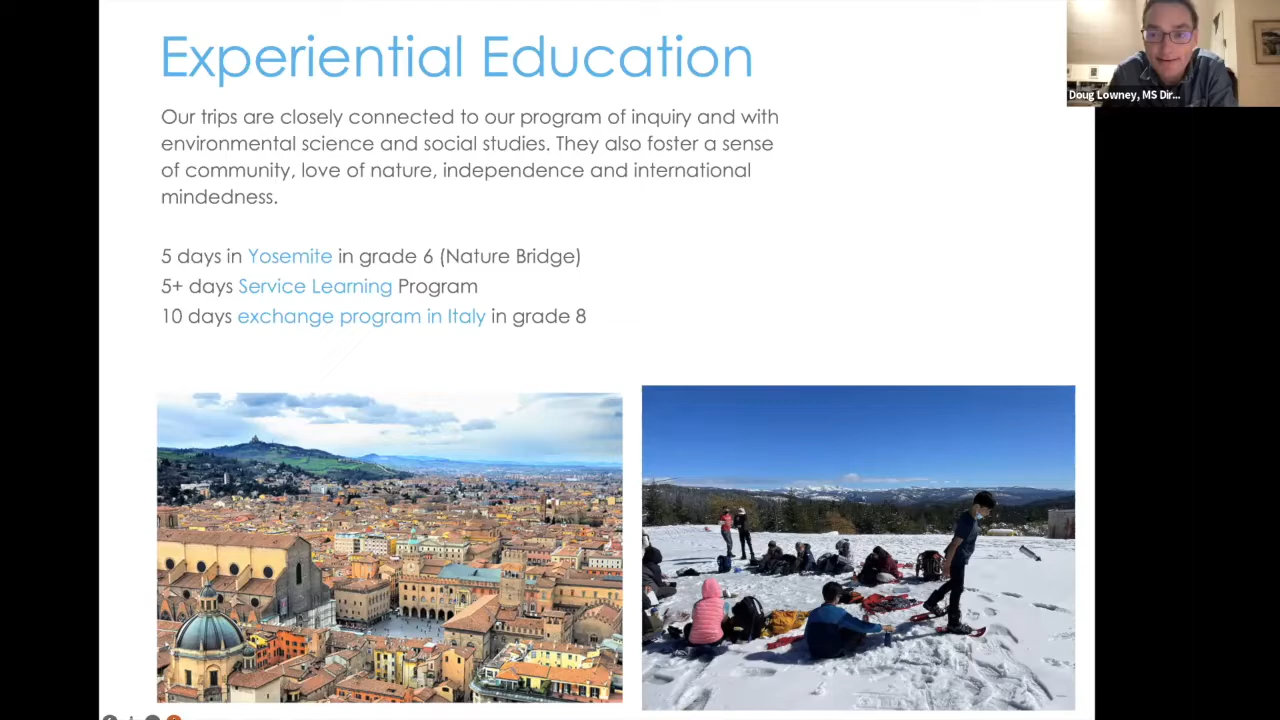 Experiential Education
Our trips are closely connected to our program of inquiry and with
environmental science and social studies. They also foster a sense
of community, love of nature, independence and international
mindedness.
5 days in Yosemite in grade 6 (Nature Bridge)
5+ days Service Learning Program
10 days exchange program in Italy in grade 8
Doug Lowney, MS Dir...